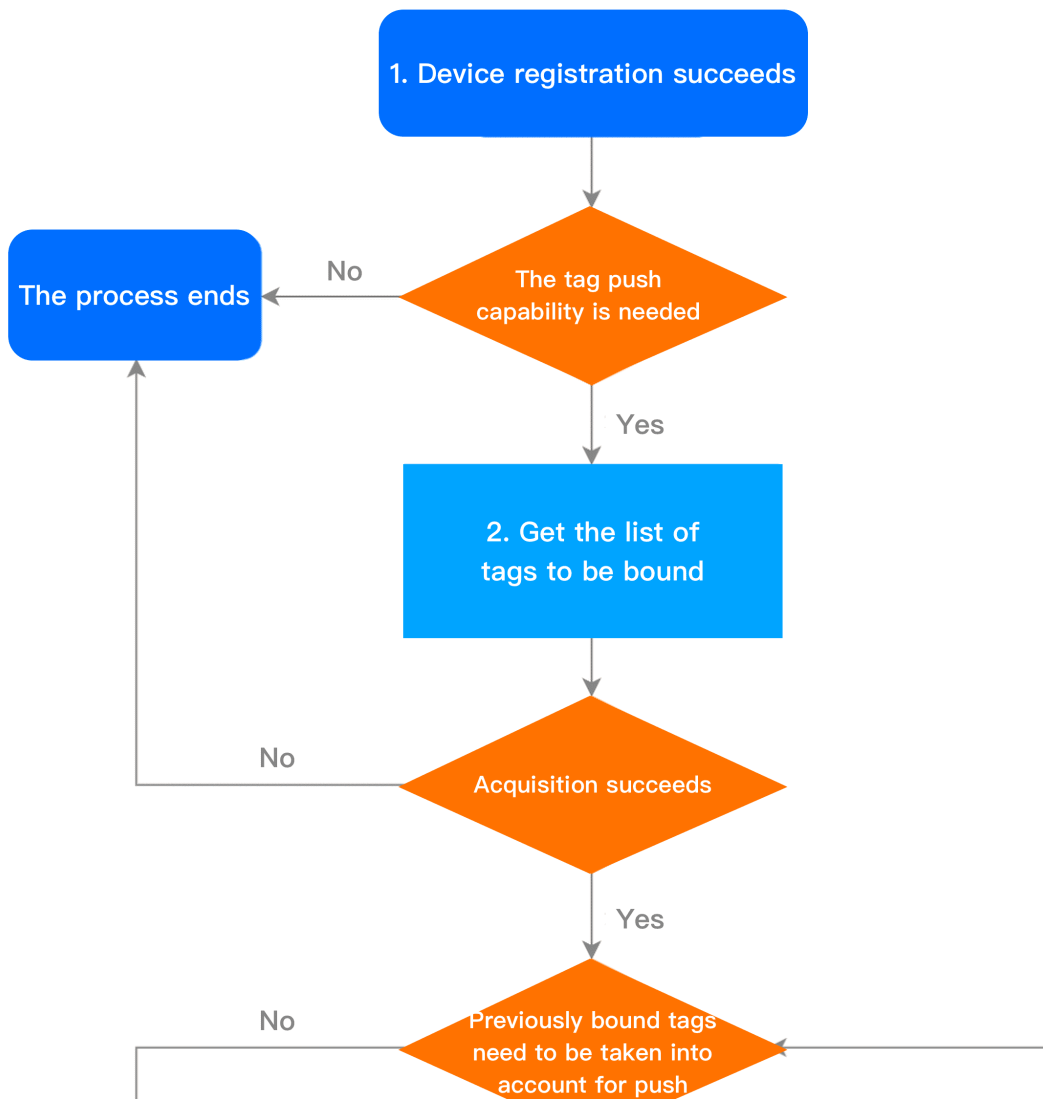 1. Device registration succeeds
The tag push
capability is needed
No
The process ends
Yes
2. Get the list of
tags to be bound
Acquisition succeeds
No
Yes
Previously bound tags
need to be taken into
account for push
No